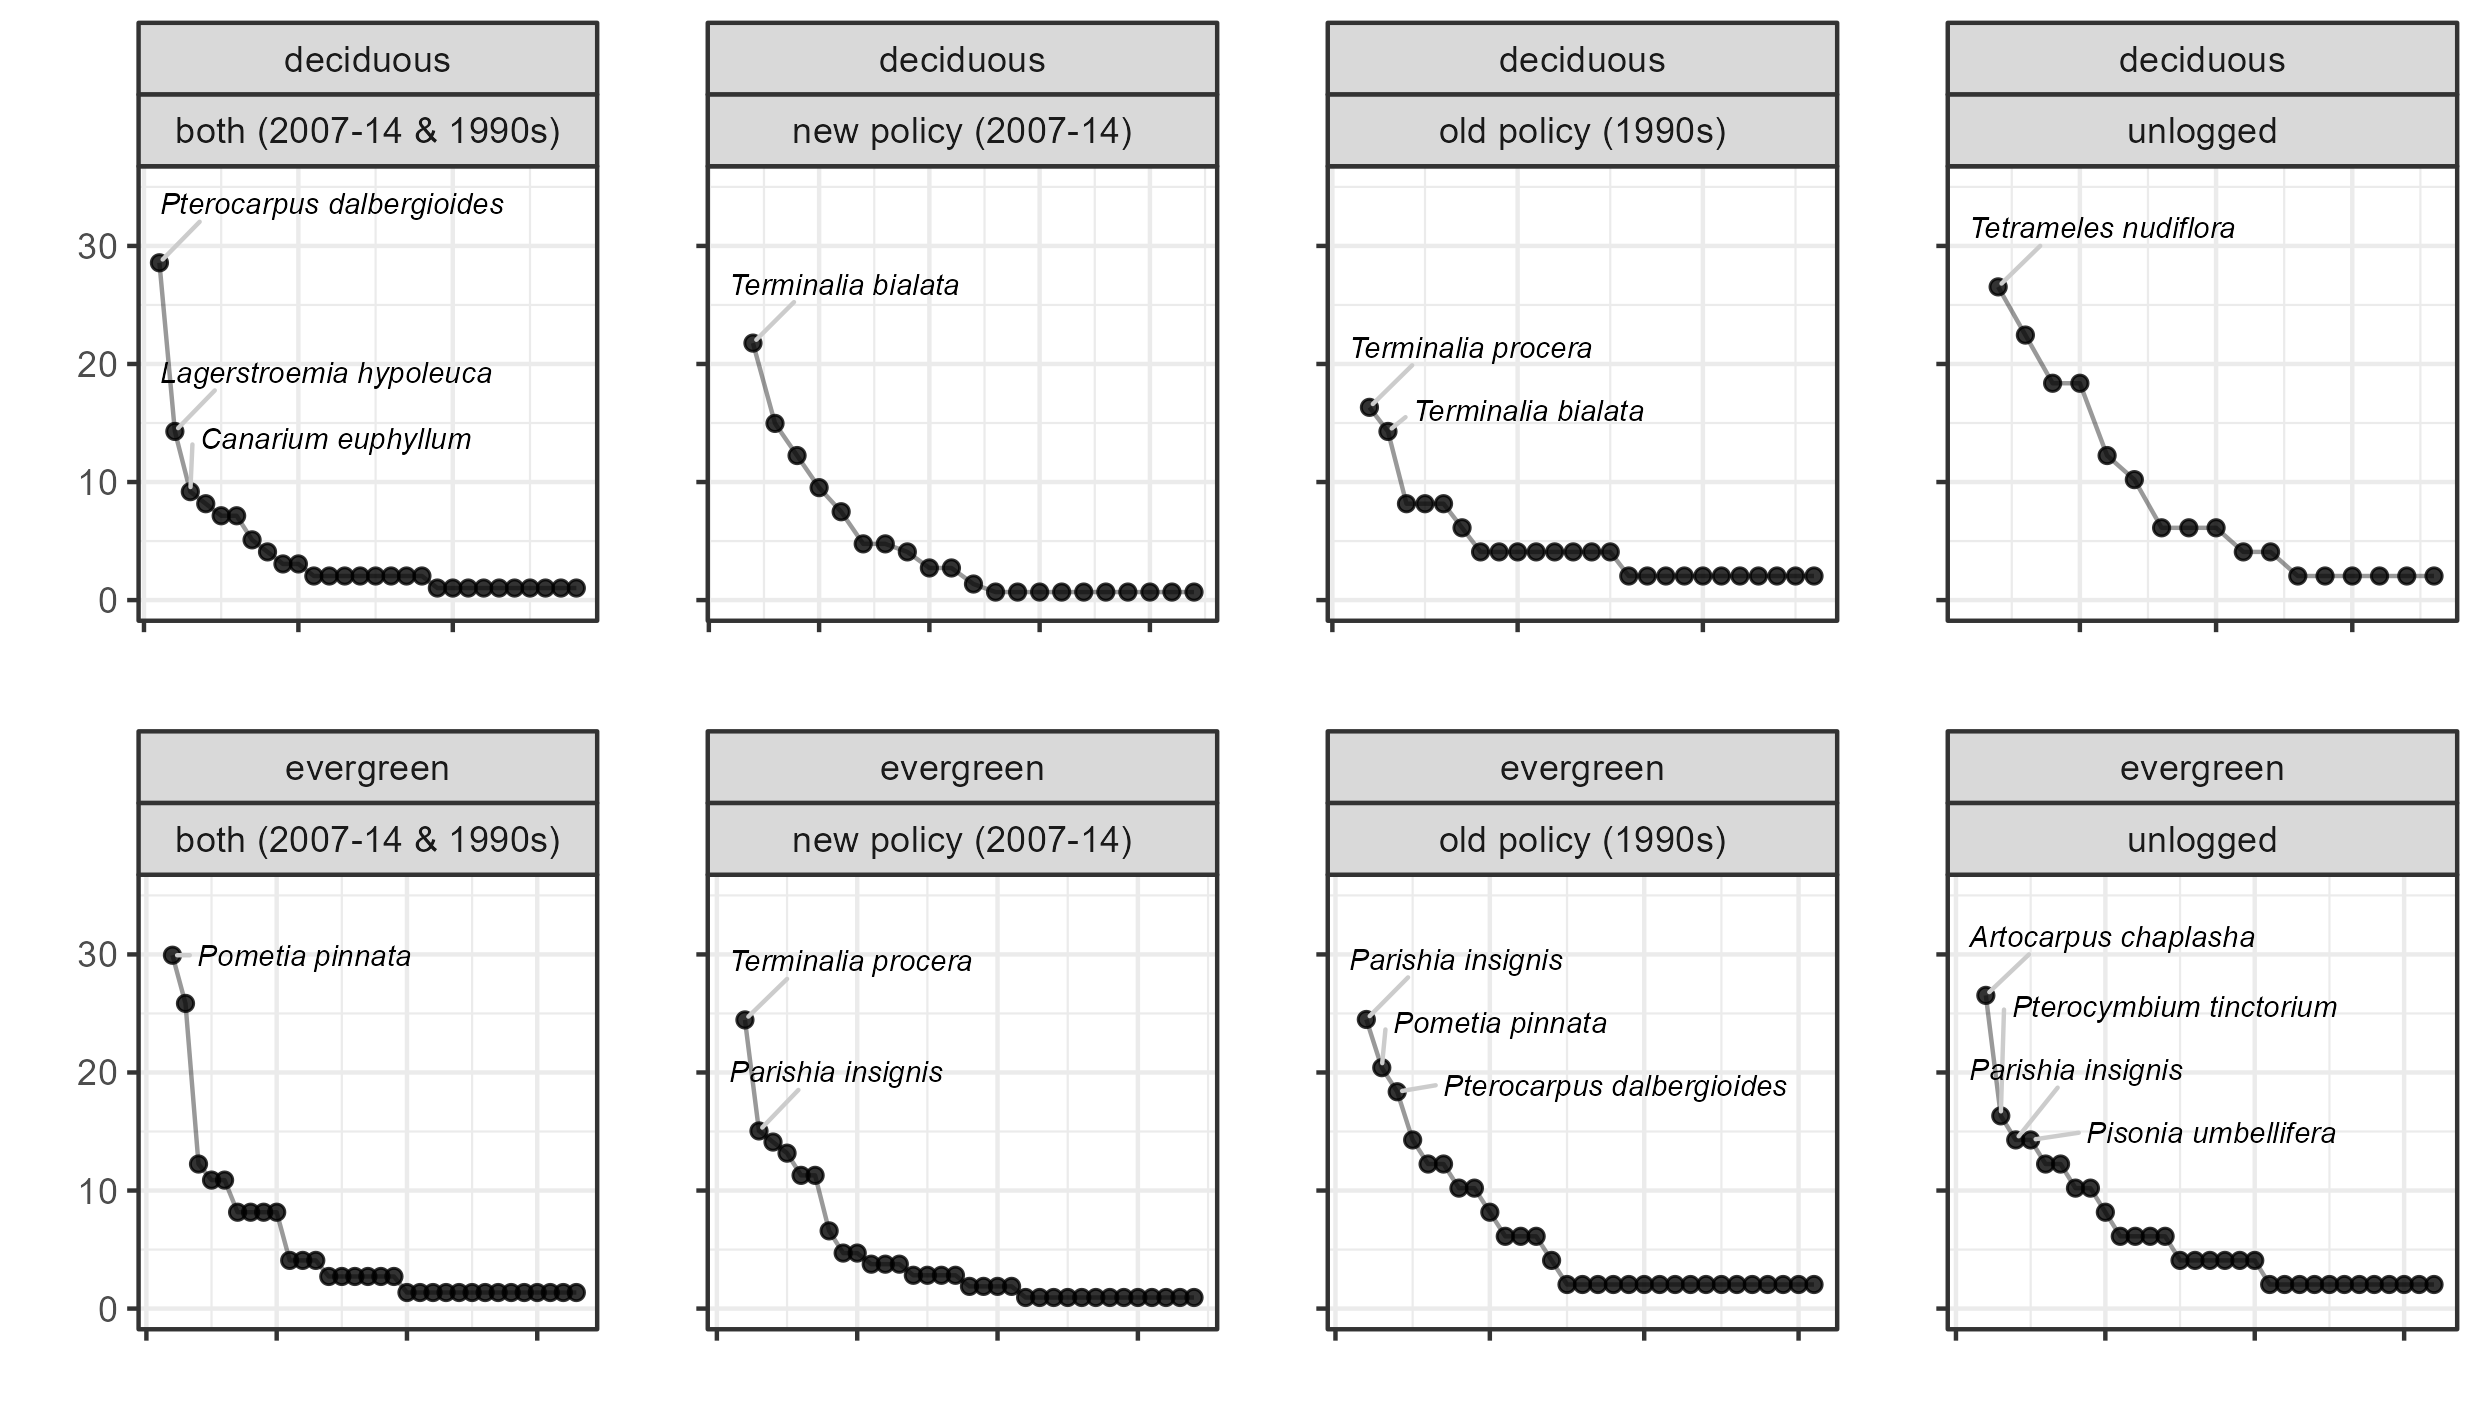 deciduous
both (2007-14 & 1990s)
Pterocarpus dalbergioides
Lagerstroemia hypoleuca
Canarium euphyllum
30
20
10
0
deciduous
new policy (2007-14)
Terminalia bialata
deciduous
old policy (1990s)
Terminalia procera
Terminalia bialata
deciduous
unlogged
Tetrameles nudiflora
evergreen
both (2007-14 & 1990s)
Pometia pinnata
30
20
10
0
evergreen
new policy (2007-14)
Terminalia procera
Parishia insignis
evergreen
old policy (1990s)
Parishia insignis
Pometia pinnata
Pterocarpus dalbergioides
evergreen
unlogged
Artocarpus chaplasha
Pterocymbium tinctorium
Parishia insignis
Pisonia umbellifera